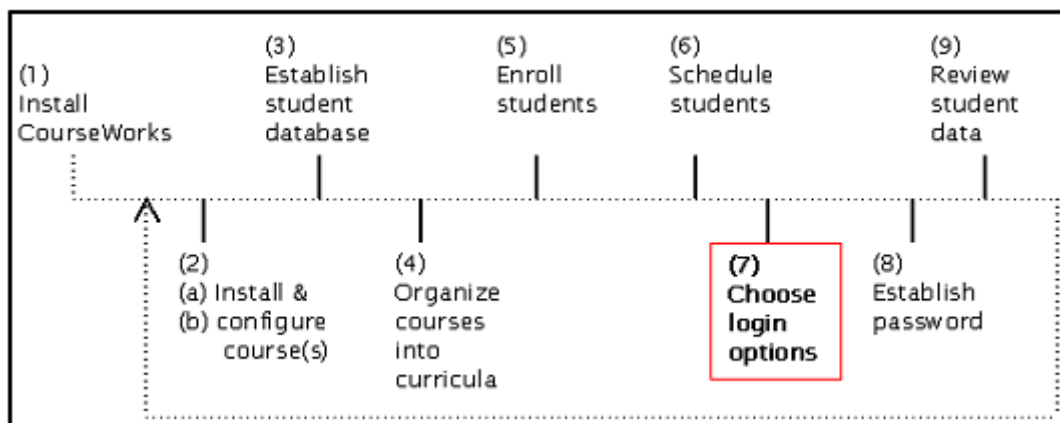 (1)
Install
CourseWorks
(2)
(a) Install &
(b) configure
course(s)
(3)
Establish
student
database
(4)
Organize
courses
into
curricula
(5)
Enroll
students
(6)
Schedule
students
(7)
Choose
login
options
(8)
Establish
password
(9)
Review
student
data